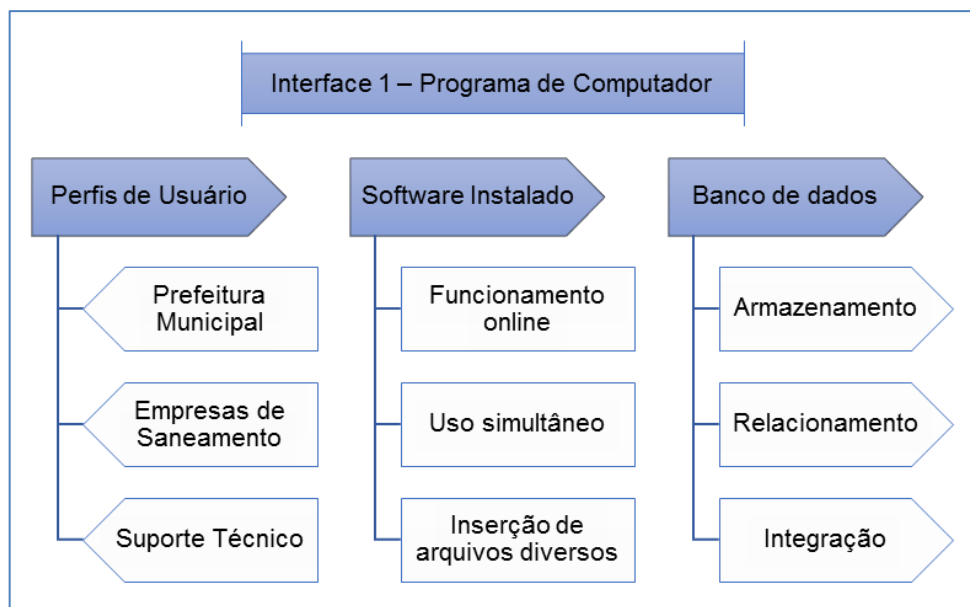 Interface 1 – Programa de Computador
Perfis de Usuário
Prefeitura
Municipal
Empresas de
Saneamento
Suporte Técnico
Software Instalado
Funcionamento
online
Uso simultâneo
Inserção de
arquivos diversos
Banco de dados
Armazenamento
Relacionamento
Integração